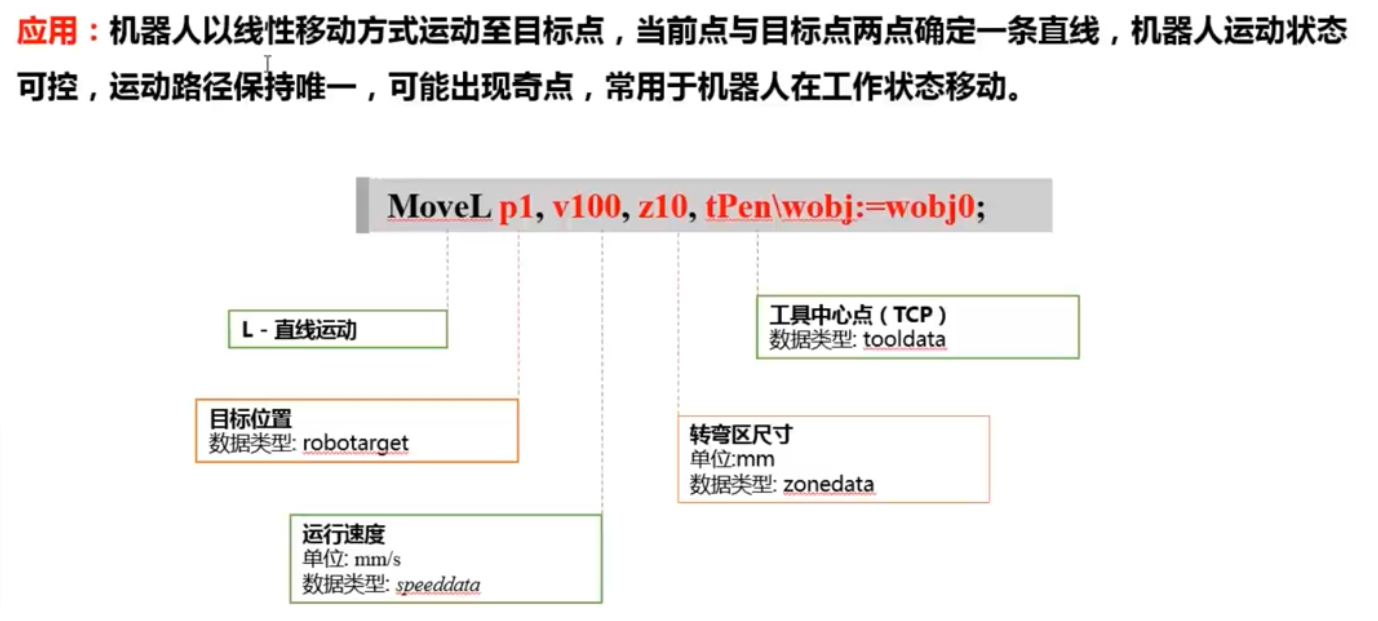 应用：机器人以线性移动方式运动至目标点，当前点与目标点两点确定一条直线，机器人运动状态
可控，运动路径保持唯一，可能出现奇点，常用于机器人在工作状态移动。
MoveL p1, v100, z10, tPen\wobj:=wobj0;
L - 直线运动
工具中心点（TCP）
数据类型: tooldata
目标位置
数据类型: robotarget
转弯区尺寸
单位:mm
数据类型: zonedata
运行速度
单位: mm/s
数据类型: speeddata